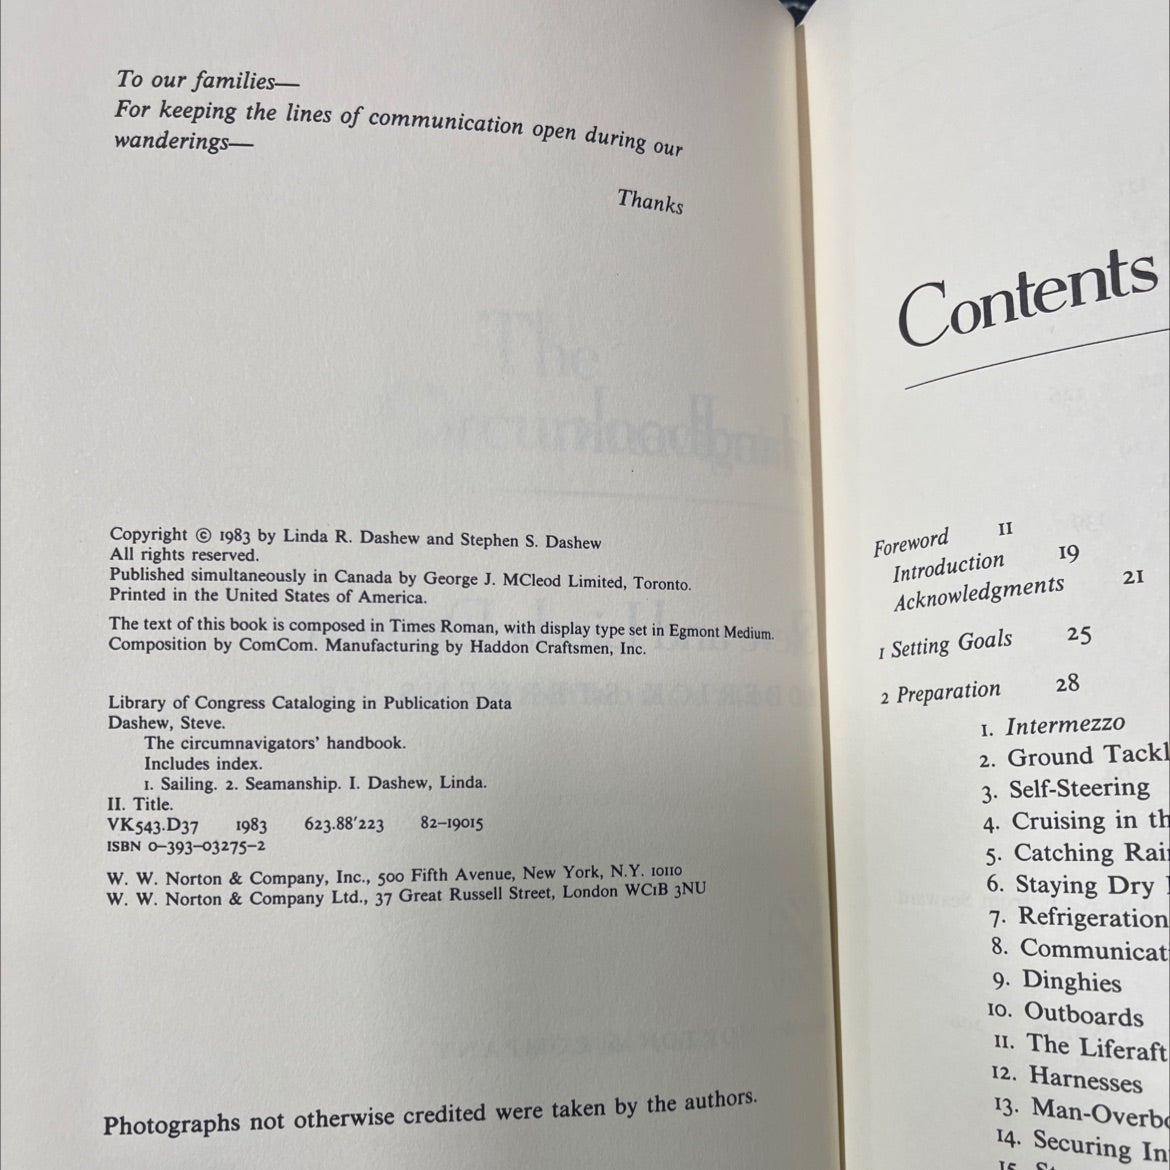 To our families—
For keeping the lines of communication open during our
wanderings—
Thanks
Copyright © 1983 by Linda R. Dashew and Stephen S. Dashew
All rights reserved.
Published simultaneously in Canada by George J. MCleod Limited, Toronto.
Printed in the United States of America.
The text of this book is composed in Times Roman, with display type set in Egmont Medium.
Composition by ComCom. Manufacturing by Haddon Craftsmen, Inc.
Library of Congress Cataloging in Publication Data
Dashew, Steve.
The circumnavigators' handbook.
Includes index.
1. Sailing. 2. Seamanship. I. Dashew, Linda.
II. Title.
VK543.D37 1983 623.88'223 82–19015
ISBN 0–393–03275–2
W. W. Norton & Company, Inc., 500 Fifth Avenue, New York, N.Y. 10110
W. W. Norton & Company Ltd., 37 Great Russell Street, London WC1B 3NU
Photographs not otherwise credited were taken by the authors.
Contents
Foreword 11
Introduction 19
Acknowledgments 21
1 Setting Goals 25
2 Preparation 28
1. Intermezzo
2. Ground Tackl
3. Self-Steering
4. Cruising in th
5. Catching Rai
6. Staying Dry
7. Refrigeration
8. Communicat
9. Dinghies
10. Outboards
11. The Liferaft
12. Harnesses
13. Man-Overbo
14. Securing In
15.